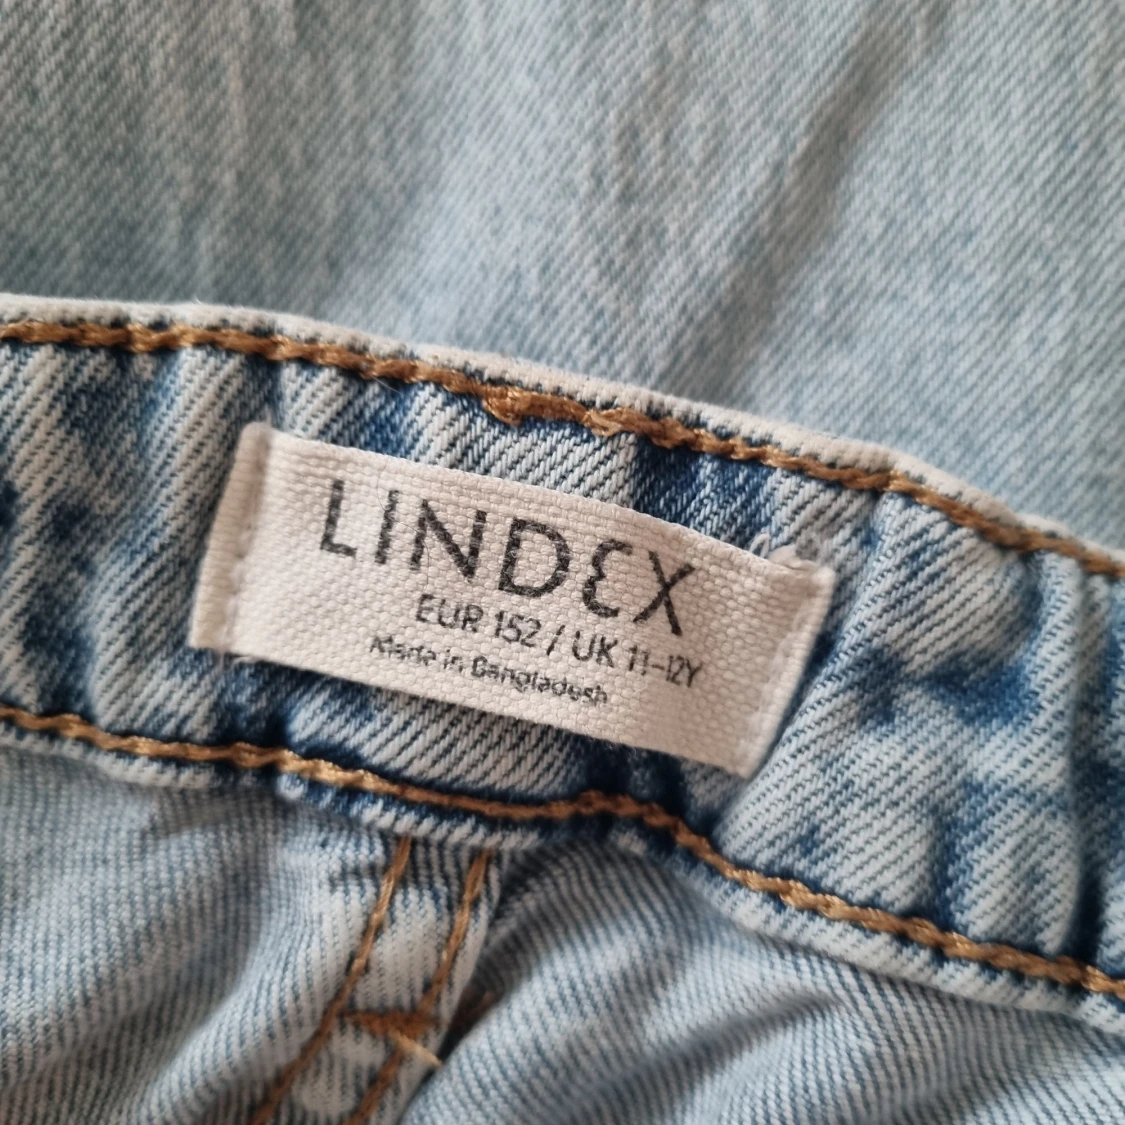 LINDEX
EUR 152 / UK 11-12Y
Made in Bangladesh